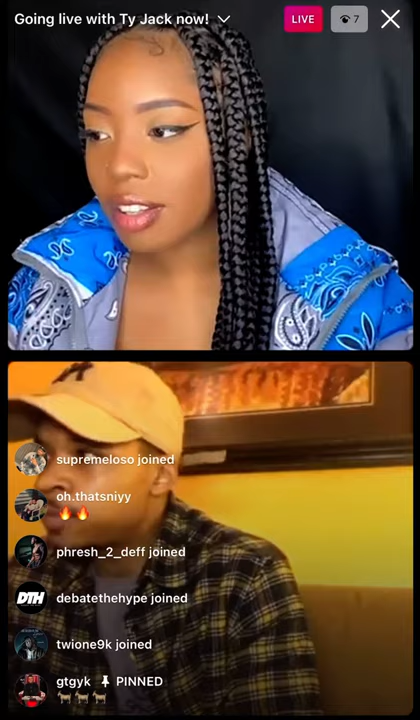 Going live with Ty Jack now!
LIVE
7
supremeloso joined
oh.thatsniyy
🔥🔥
phresh_2_deff joined
DTH
debatethehype joined
twione9k joined
gtgyk 📌 PINNED
🐐🐐🐐